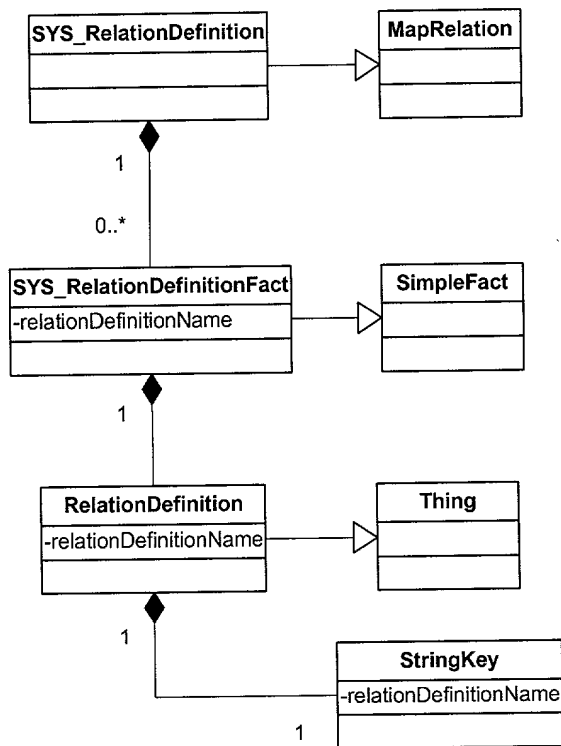 SYS_RelationDefinition
MapRelation
1
0..*
SYS_RelationDefinitionFact
-relationDefinitionName
SimpleFact
1
RelationDefinition
-relationDefinitionName
Thing
1
StringKey
-relationDefinitionName
1